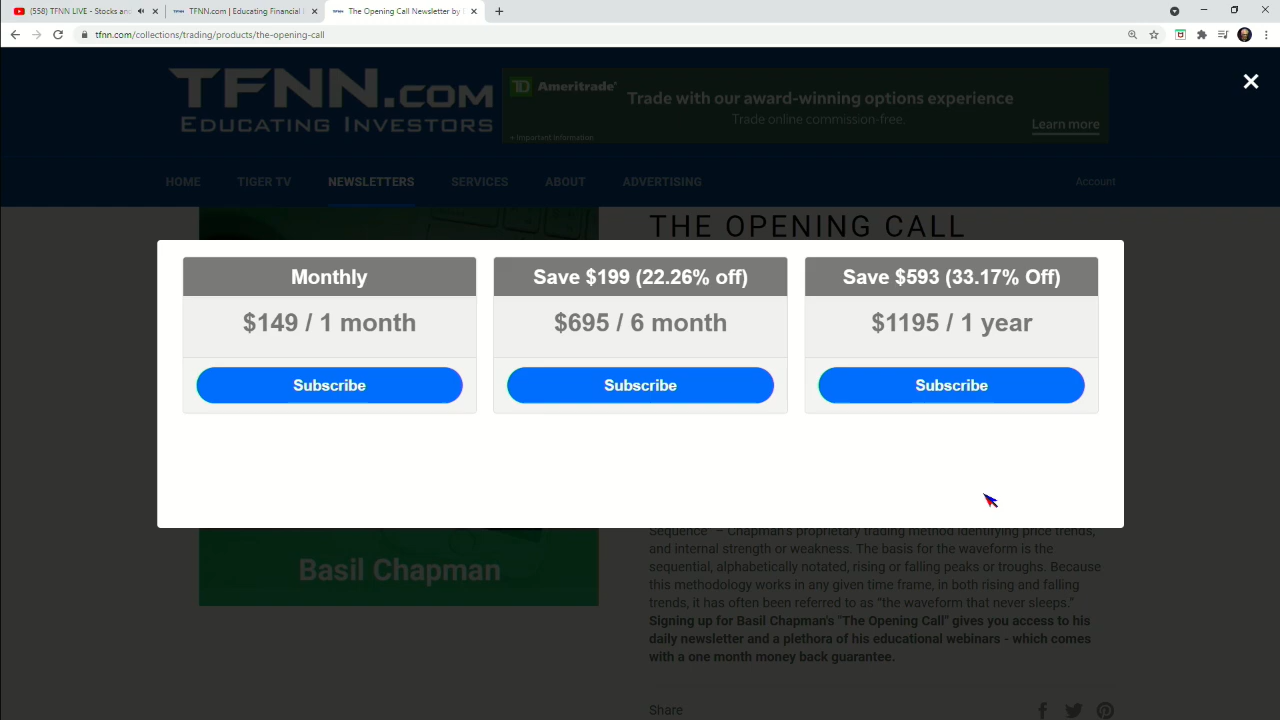 (558) TFNN LIVE - Stocks and
TFNN.com | Educating Financial
The Opening Call Newsletter by
tfnn.com/collections/trading/products/the-opening-call
TFNN.COM
EDUCATING INVESTORS
TD Ameritrade®
Trade with our award-winning options experience
Trade online commission-free.
+ Important Information
Learn more
HOME
TIGER TV
NEWSLETTERS
SERVICES
ABOUT
ADVERTISING
Account
THE OPENING CALL
Monthly
$149 / 1 month
Subscribe
Save $199 (22.26% off)
$695 / 6 month
Subscribe
Save $593 (33.17% Off)
$1195 / 1 year
Subscribe
Basil Chapman
Sequence" – Chapman's proprietary trading method identifying price trends,
and internal strength or weakness. The basis for the waveform is the
sequential, alphabetically notated, rising or falling peaks or troughs. Because
this methodology works in any given time frame, in both rising and falling
trends, it has often been referred to as "the waveform that never sleeps."
Signing up for Basil Chapman's "The Opening Call" gives you access to his
daily newsletter and a plethora of his educational webinars - which comes
with a one month money back guarantee.
Share